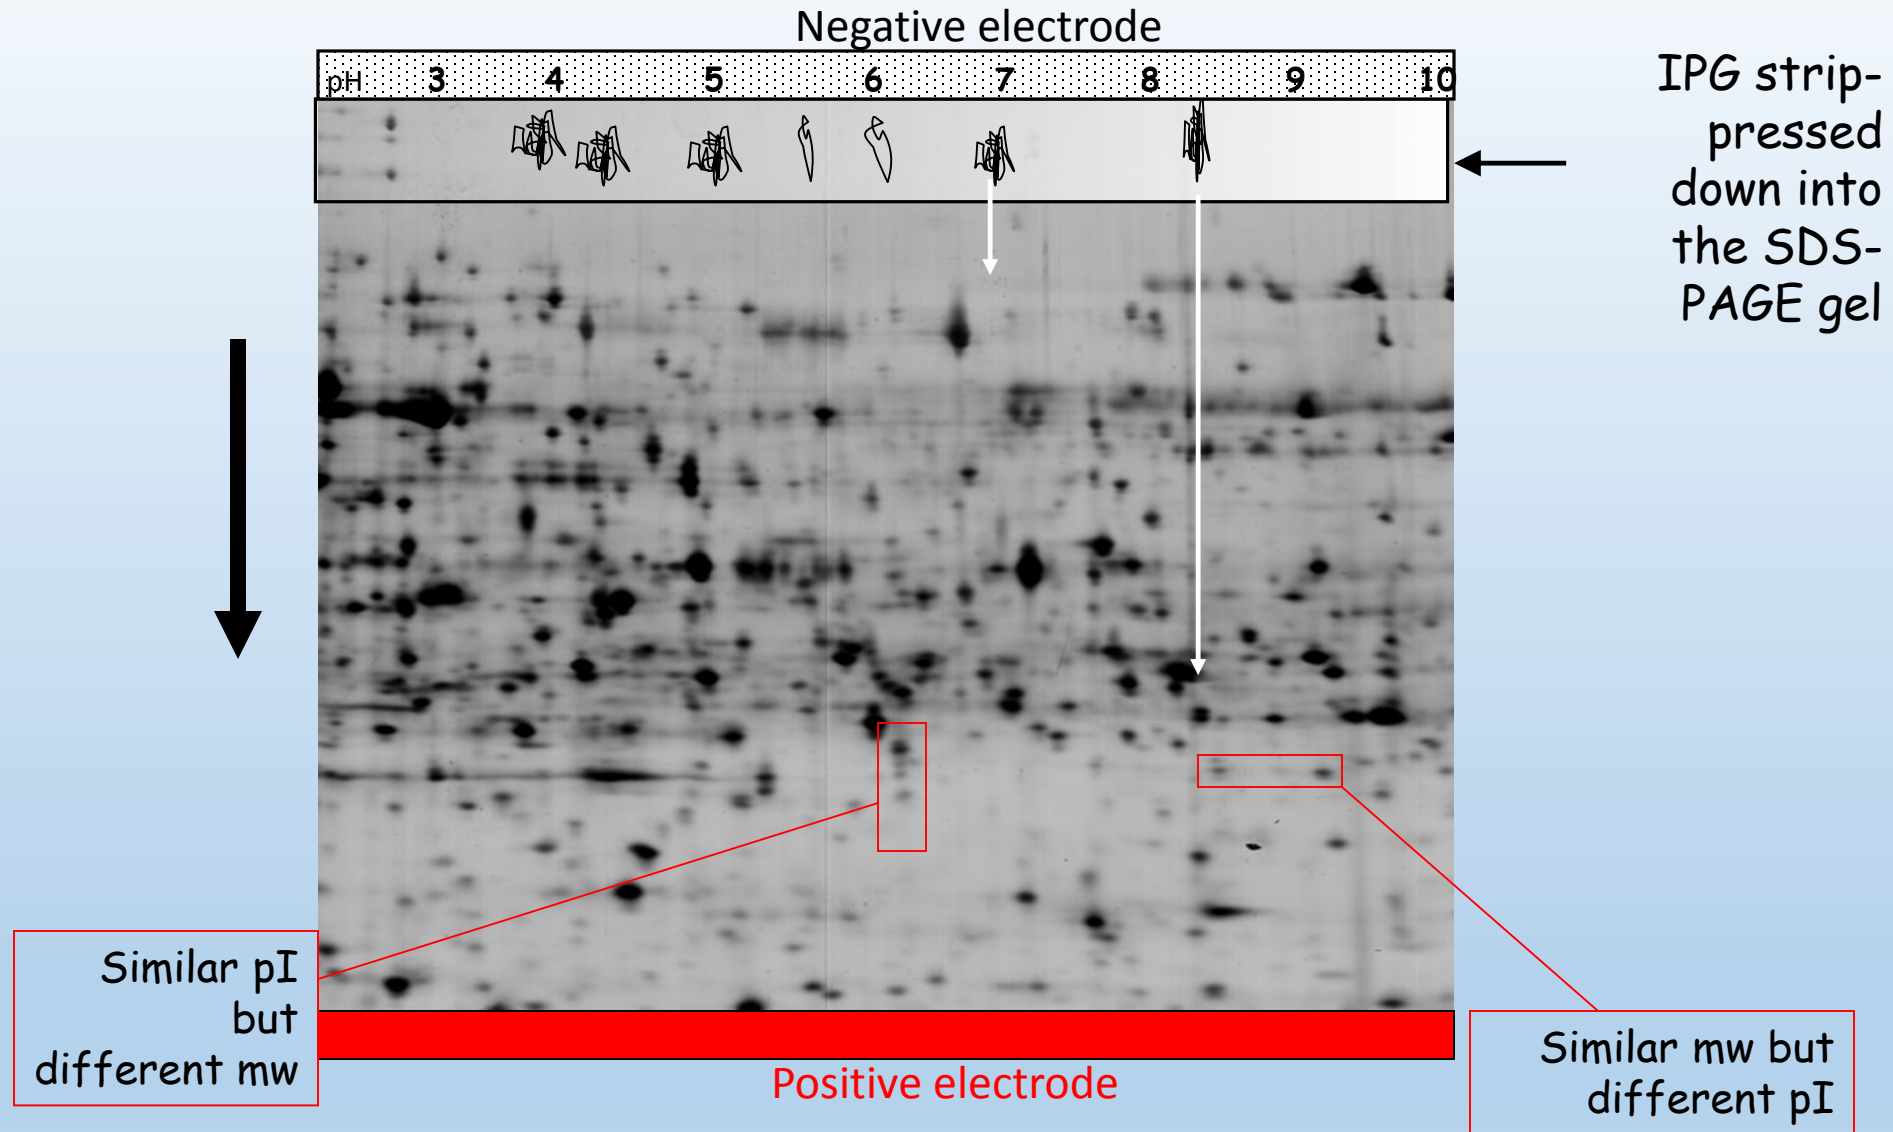 Negative electrode
pH 3 4 5 6 7 8 9 10
IPG strip-
pressed
down into
the SDS-
PAGE gel
Similar pI
but
different mw
Similar mw but
different pI
Positive electrode